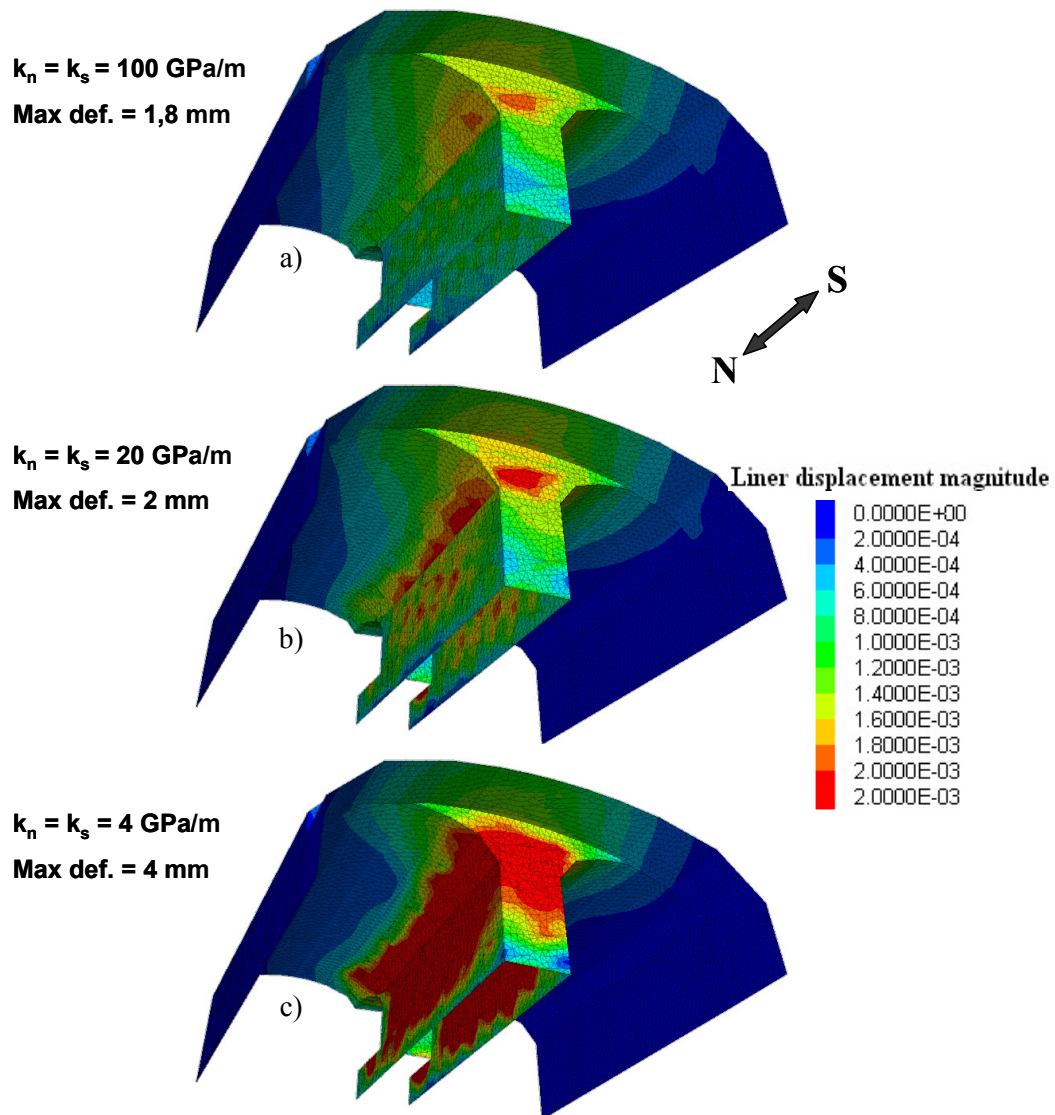 kn = ks = 100 GPa/m
Max def. = 1,8 mm
a)
S
N
kn = ks = 20 GPa/m
Max def. = 2 mm
b)
Liner displacement magnitude
0.0000E+00
2.0000E-04
4.0000E-04
6.0000E-04
8.0000E-04
1.0000E-03
1.2000E-03
1.4000E-03
1.6000E-03
1.8000E-03
2.0000E-03
2.0000E-03
kn = ks = 4 GPa/m
Max def. = 4 mm
c)